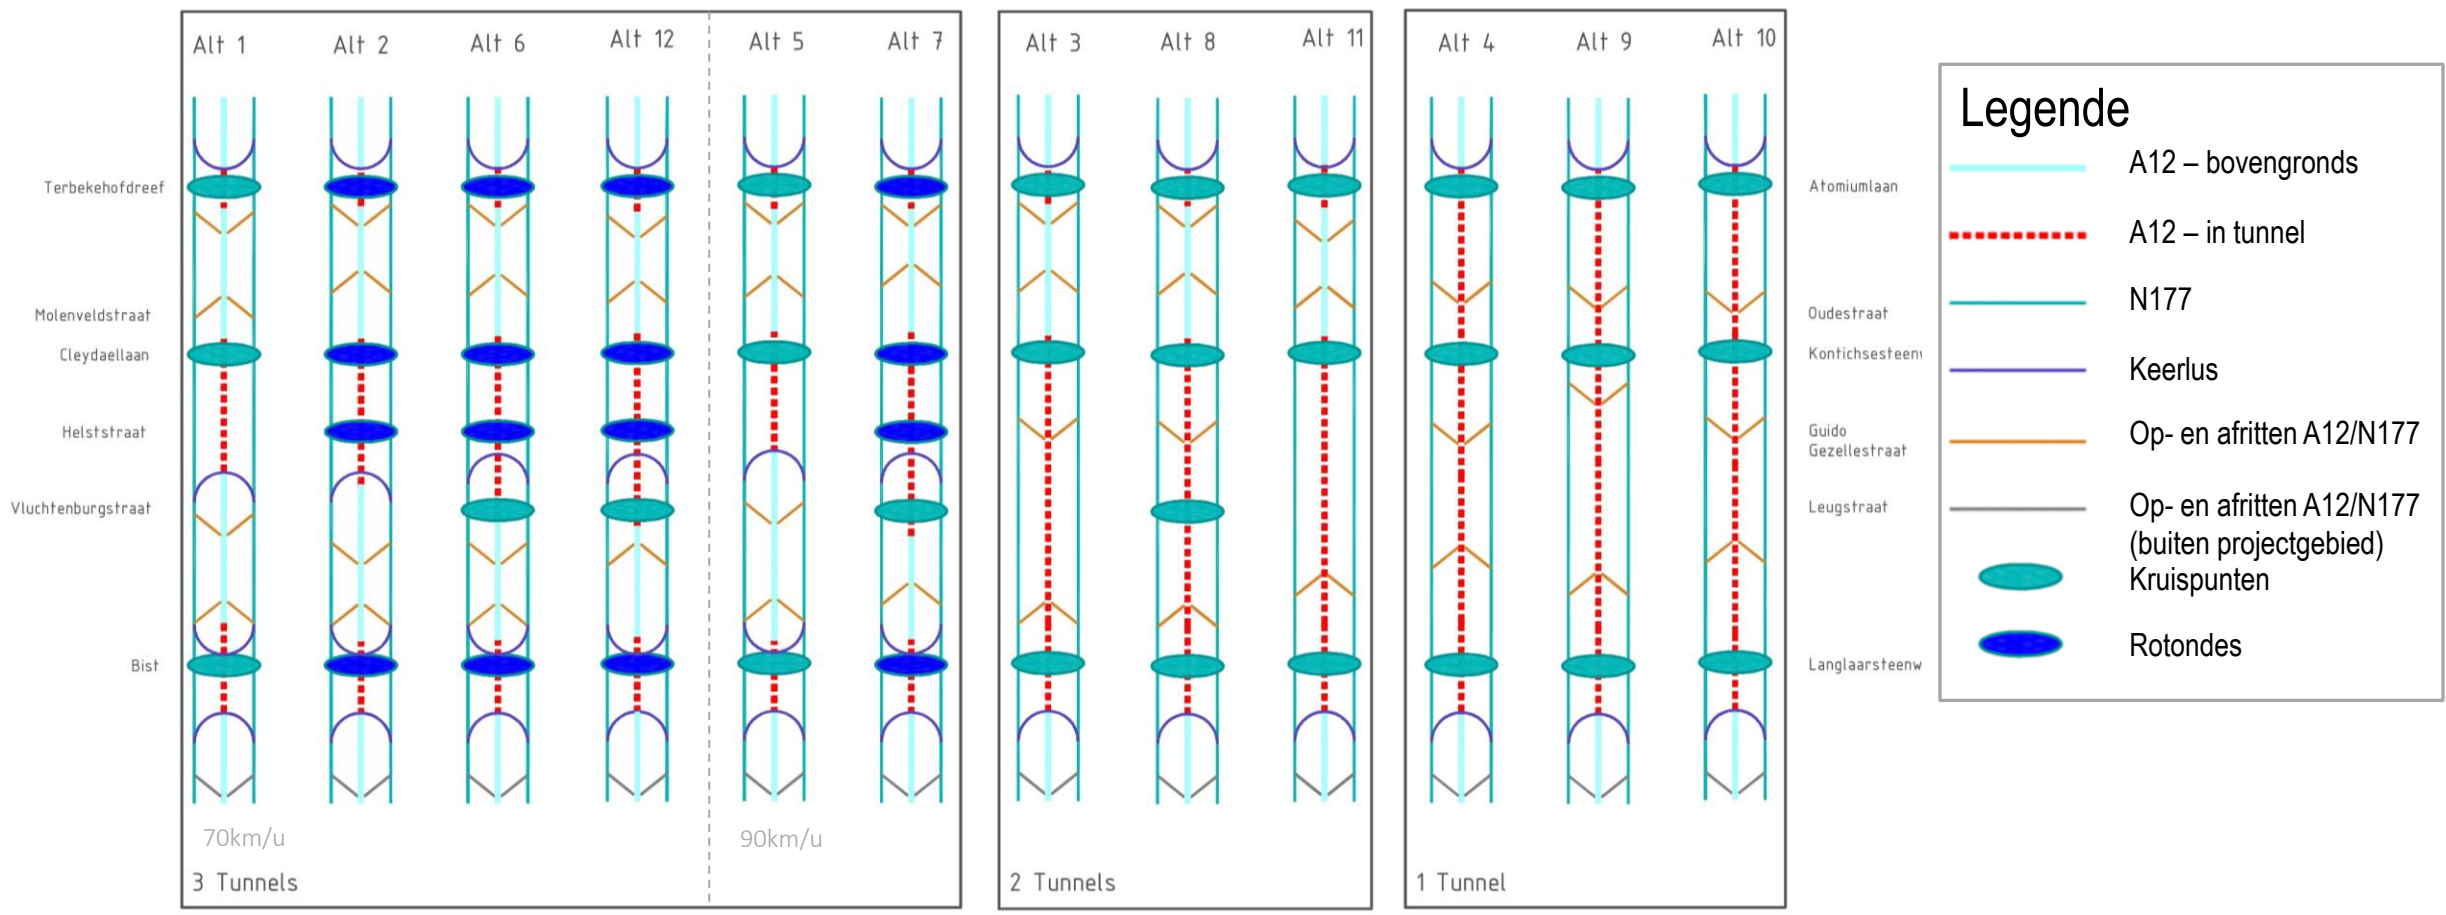 Alt 1
Alt 2
Alt 6
Alt 12
Alt 5
Alt 7
Alt 3
Alt 8
Alt 11
Alt 4
Alt 9
Alt 10
Terbekehofdreef
Molenveldstraat
Cleydaellaan
Helststraat
Vluchtenburgstraat
Bist
Atomiumlaan
Oudestraat
Kontichsesteenv
Guido
Gezellestraat
Leugstraat
Langlaarsteenw
70km/u
90km/u
3 Tunnels
2 Tunnels
1 Tunnel
Legende
A12 – bovengronds
A12 – in tunnel
N177
Keerlus
Op- en afritten A12/N177
Op- en afritten A12/N177
(buiten projectgebied)
Kruispunten
Rotondes